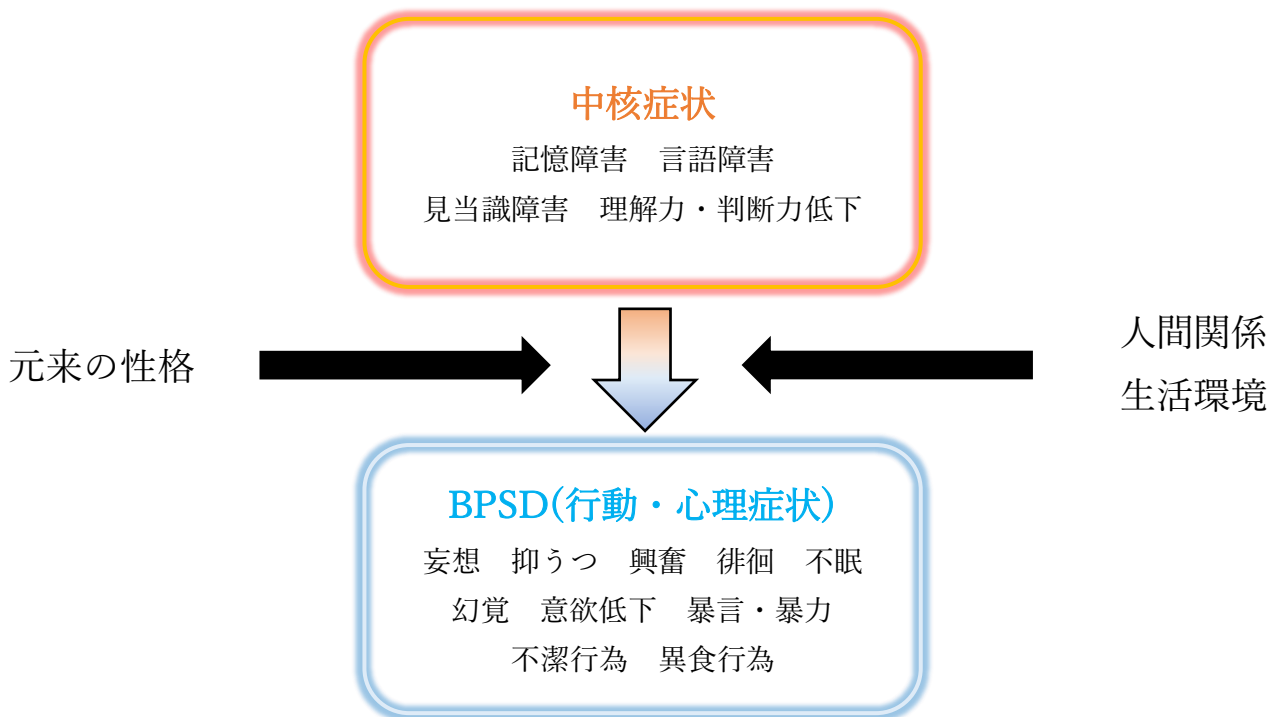 中核症状
記憶障害　言語障害
見当識障害　理解力・判断力低下
元来の性格
人間関係
生活環境
BPSD(行動・心理症状)
妄想　抑うつ　興奮　徘徊　不眠
幻覚　意欲低下　暴言・暴力
不潔行為　異食行為